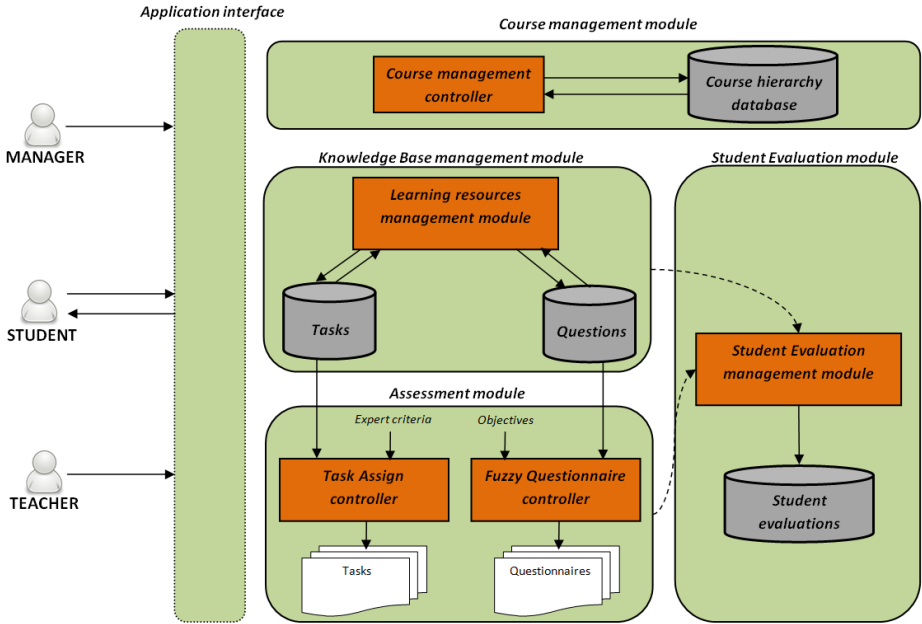 Application interface
Course management module
Course management
controller
Course hierarchy
database
MANAGER
Knowledge Base management module
Student Evaluation module
Learning resources
management module
Tasks
Questions
STUDENT
Student Evaluation
management module
Assessment module
Expert criteria
Objectives
Task Assign
controller
Fuzzy Questionnaire
controller
TEACHER
Student
evaluations
Tasks
Questionnaires